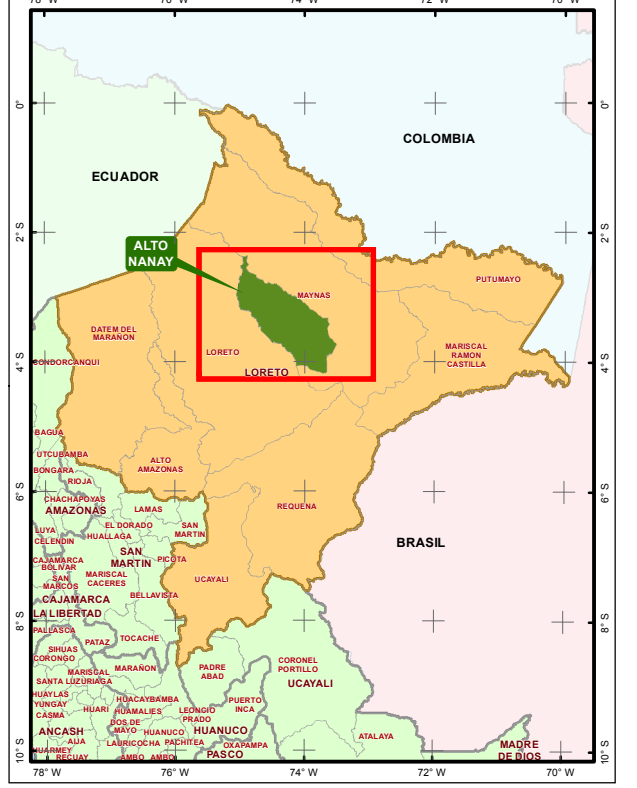 78° W 76° W 74° W 72° W 70° W
0°
0°
COLOMBIA
ECUADOR
2° S
2° S
ALTO
NANAY
PUTUMAYO
MAYNAS
DATEM DEL
MARAÑON
MARISCAL
RAMON
CASTILLA
LORETO
4° S
4° S
CONDORCANQUI
LORETO
BAGUA
UTCUBAMBA
BONGARA
RIOJA
ALTO
AMAZONAS
6° S
6° S
CHACHAPOYAS
AMAZONAS
LAMAS
REQUENA
LUYA
EL DORADO
SAN
MARTIN
CELENDIN
HUALLAGA
BRASIL
SAN
MARTIN
CAJAMARCA
BOLIVAR
PICOTA
SAN
MARCOS
MARISCAL
CACERES
UCAYALI
BELLAVISTA
CAJAMARCA
LA LIBERTAD
8° S
8° S
PALLASCA
PATAZ
TOCACHE
SIHUAS
CORONGO
MARAÑON
PADRE
ABAD
CORONEL
PORTILLO
MARISCAL
LUZURIAGA
SANTA
UCAYALI
HUAYLAS
HUACAYBAMBA
YUNGAY
HUARI
HUAMALIES
LEONCIO
PRADO
PUERTO
INCA
CASMA
DOS DE
MAYO
ANCASH
HUANUCO
HUANUCO
ATALAYA
AIJA
LAURICOCHA
PACHITEA
OXAPAMPA
MADRE
DE DIOS
HUARMEY
RECUAY
AMBO
AMBO
PASCO
10° S
10° S
78° W 76° W 74° W 72° W 70° W